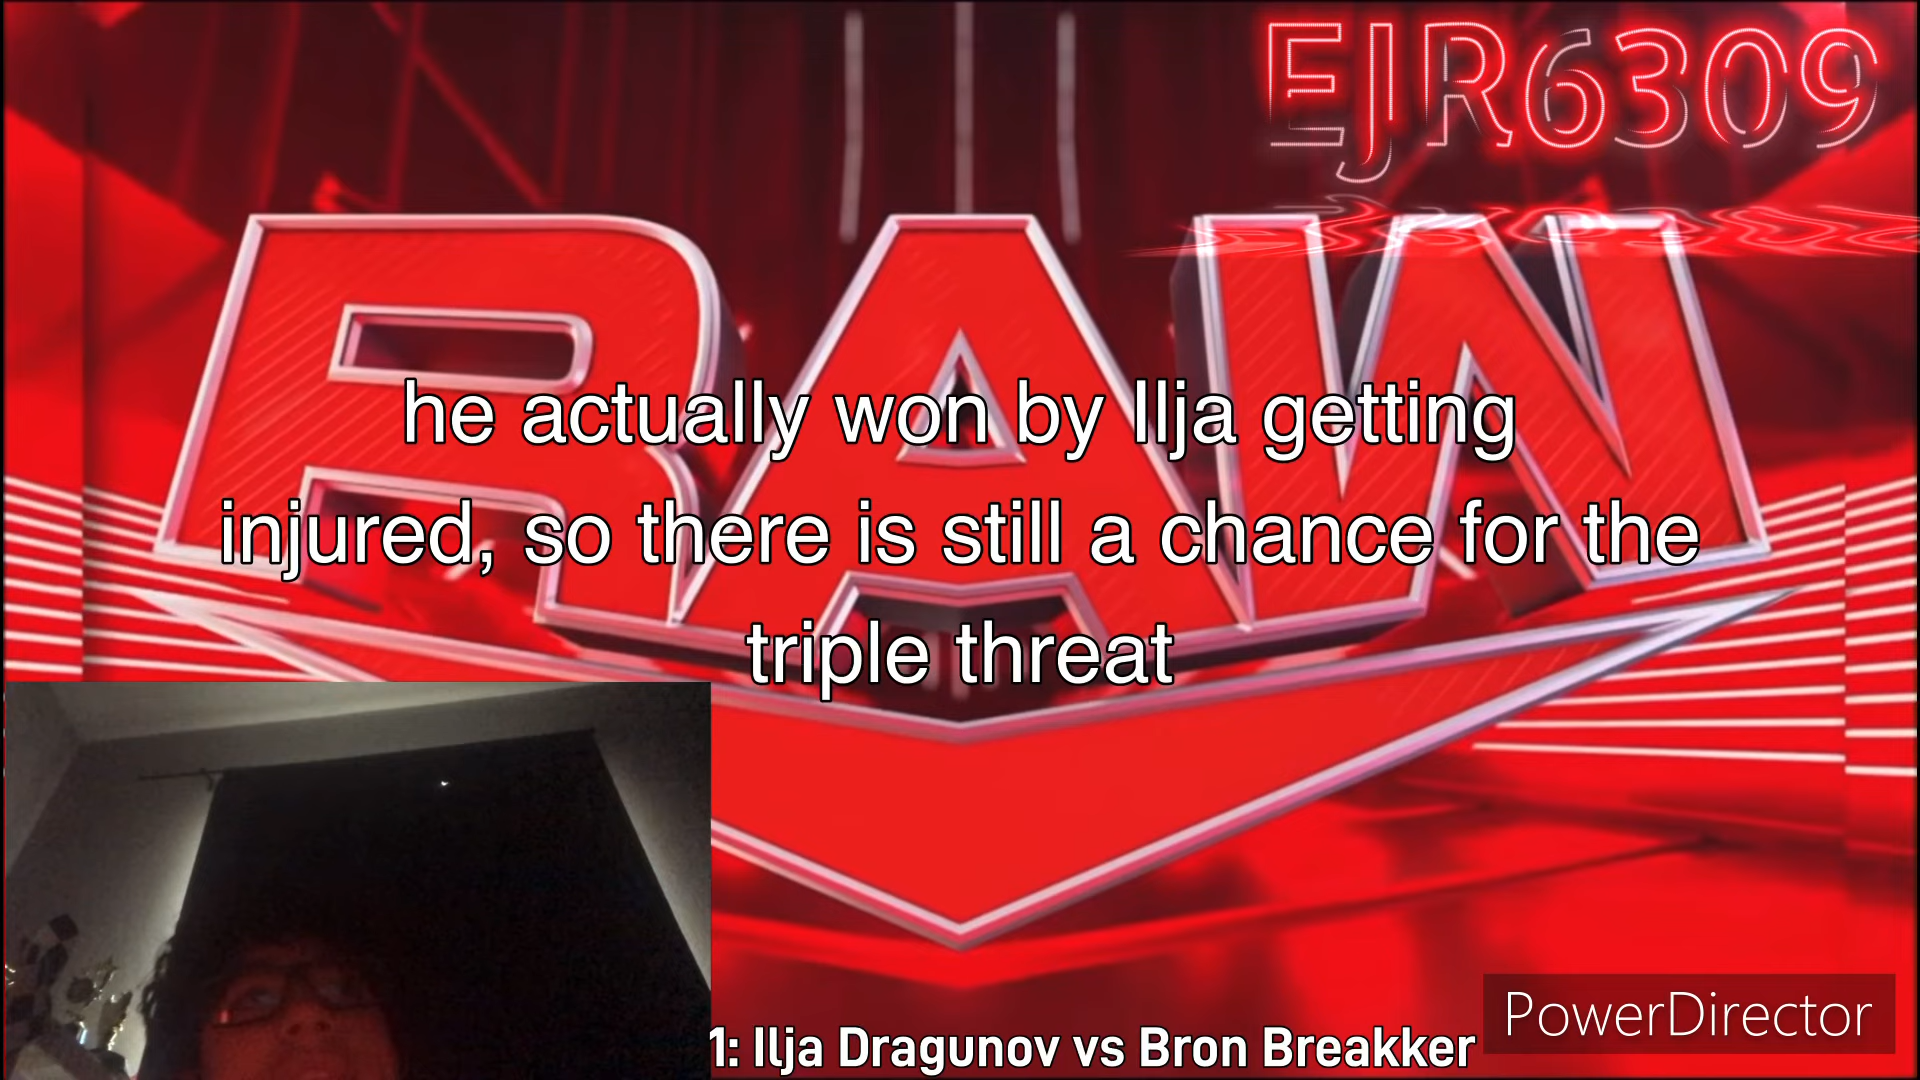 EJR6309
RAW
he actually won by Ilja getting
injured, so there is still a chance for the
triple threat
1: Ilja Dragunov vs Bron Breakker
PowerDirector